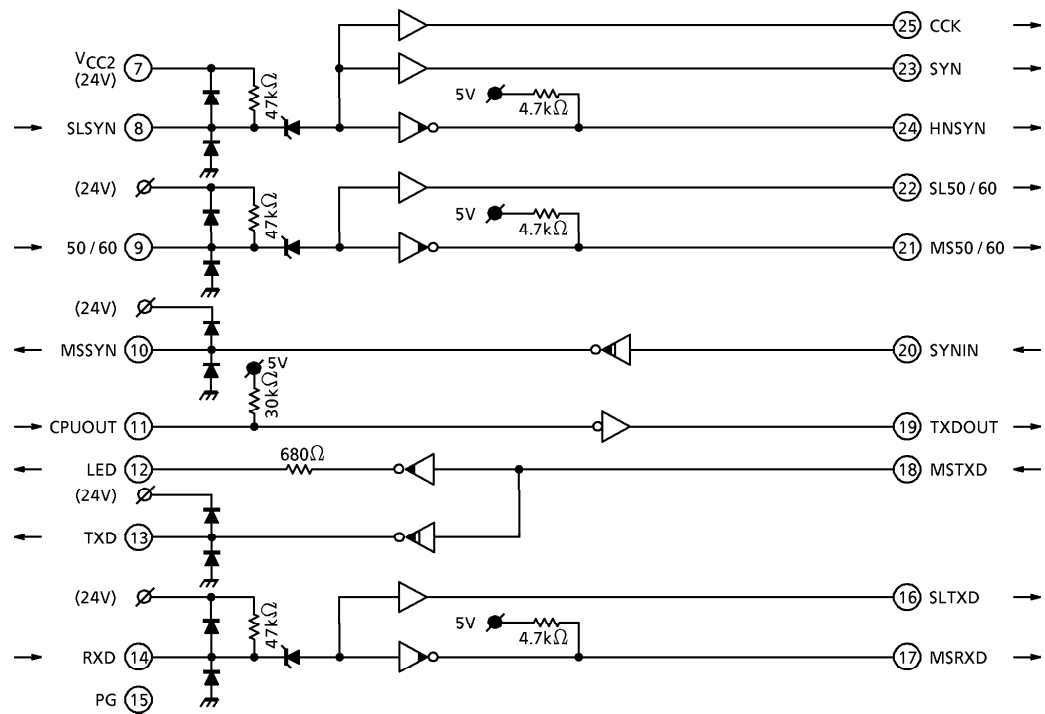 25 CCK
VCC2 (24V) 7
23 SYN
47kΩ
5V
4.7kΩ
SLSYN 8
24 HNSYN
(24V)
22 SL50 / 60
47kΩ
5V
4.7kΩ
50 / 60 9
21 MS50 / 60
(24V)
MSSYN 10
20 SYNIN
5V
30kΩ
CPUOUT 11
19 TXDOUT
680Ω
LED 12
18 MSTXD
(24V)
TXD 13
(24V)
16 SLTXD
47kΩ
5V
4.7kΩ
RXD 14
17 MSRXD
PG 15